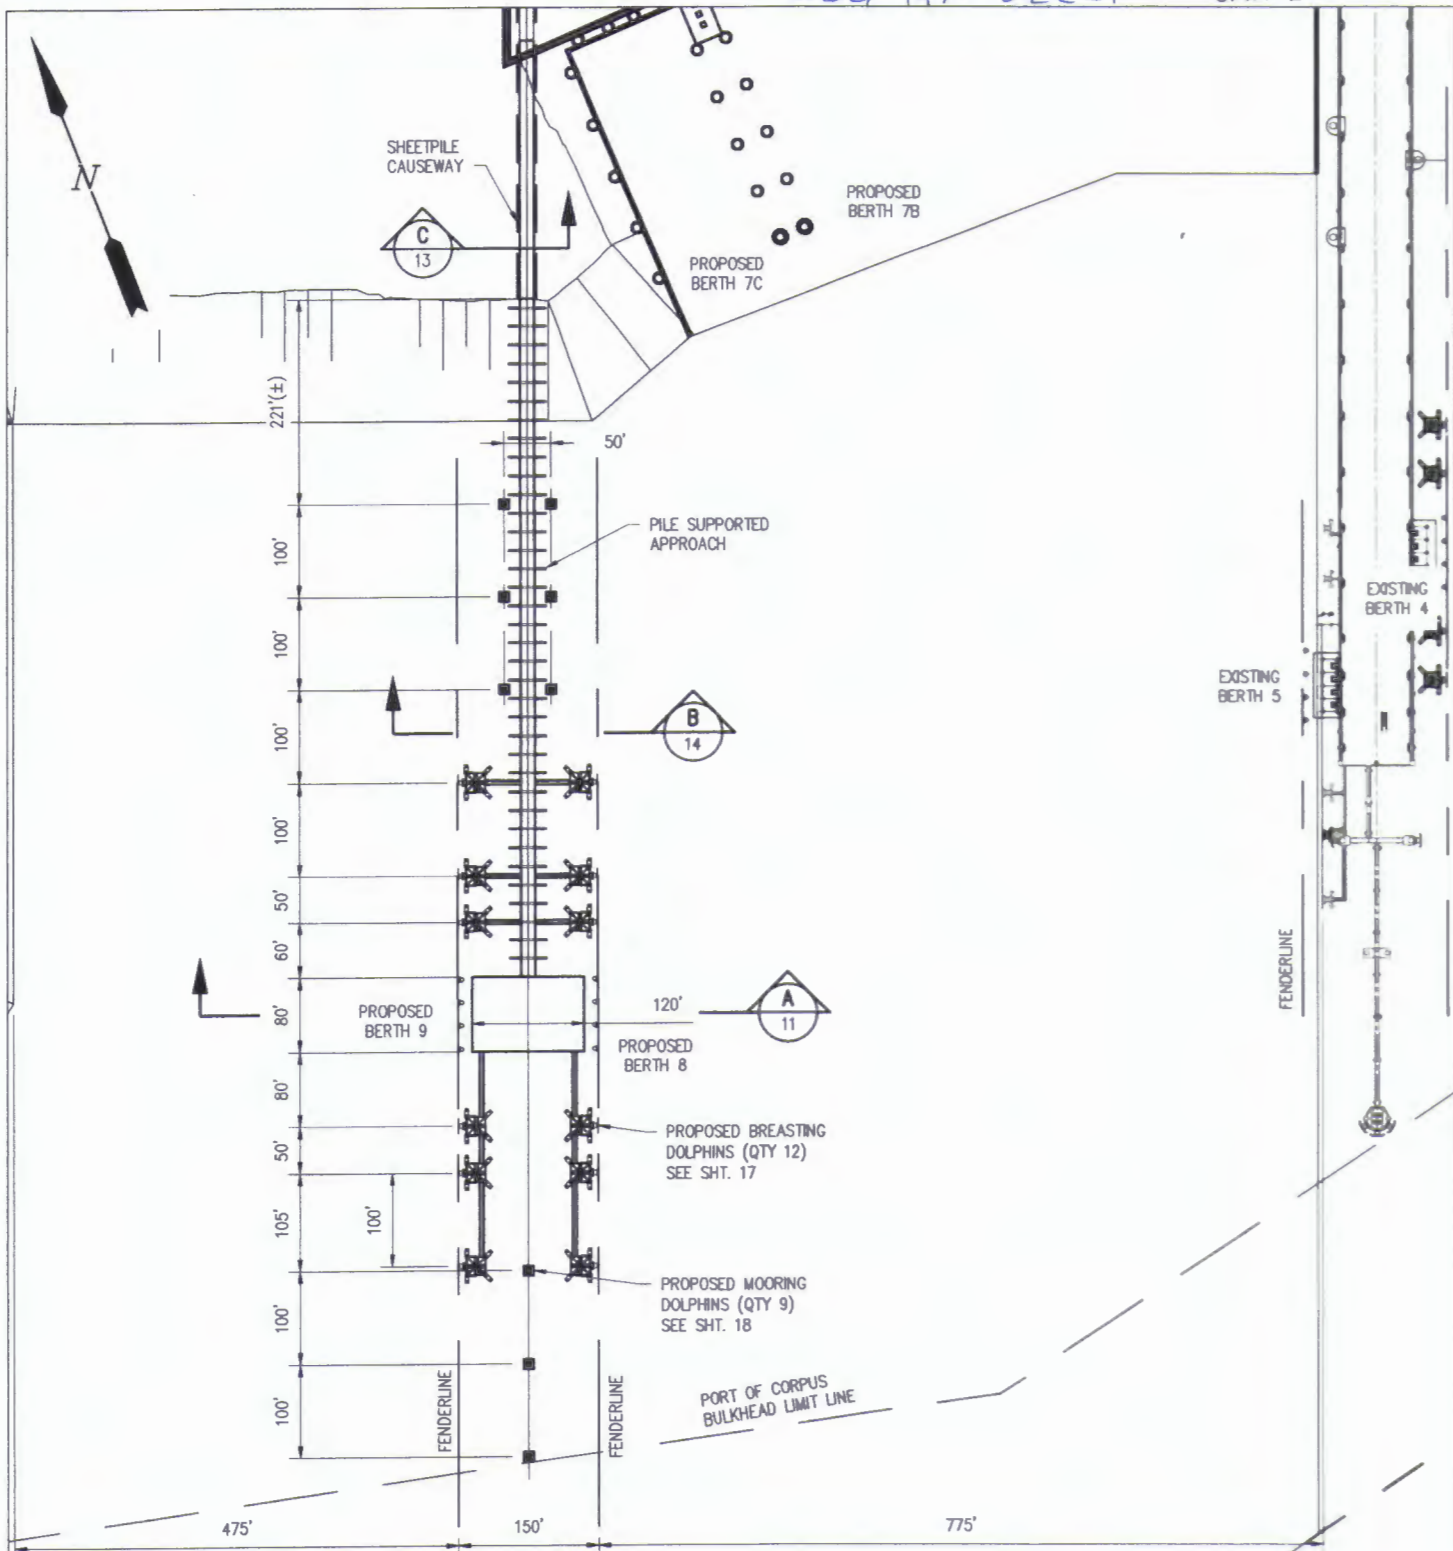 N
SHEETPILE
CAUSEWAY
C
13
PROPOSED
BERTH 7B
PROPOSED
BERTH 7C
221'(±)
50'
PILE SUPPORTED
APPROACH
100'
100'
100'
100'
50'
60'
80'
80'
50'
105'
100'
100'
100'
B
14
EXISTING
BERTH 4
EXISTING
BERTH 5
FENDERLINE
PROPOSED
BERTH 9
120'
A
11
PROPOSED
BERTH 8
PROPOSED BREASTING
DOLPHINS (QTY 12)
SEE SHT. 17
PROPOSED MOORING
DOLPHINS (QTY 9)
SEE SHT. 18
FENDERLINE
FENDERLINE
PORT OF CORPUS
BULKHEAD LIMIT LINE
475'
150'
775'